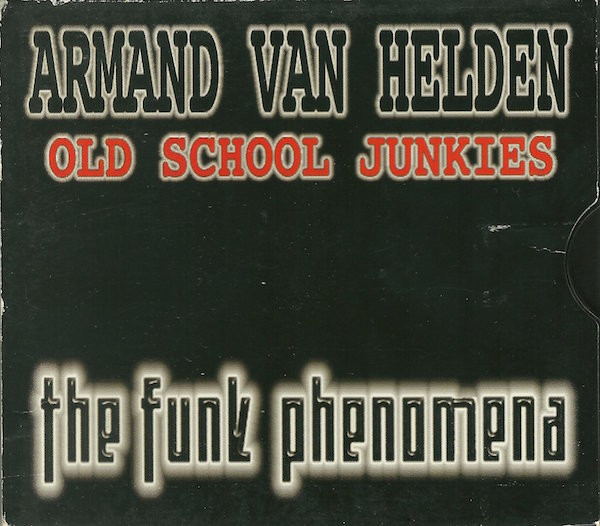 ARMAND VAN HELDEN
OLD SCHOOL JUNKIES
the funk phenomena